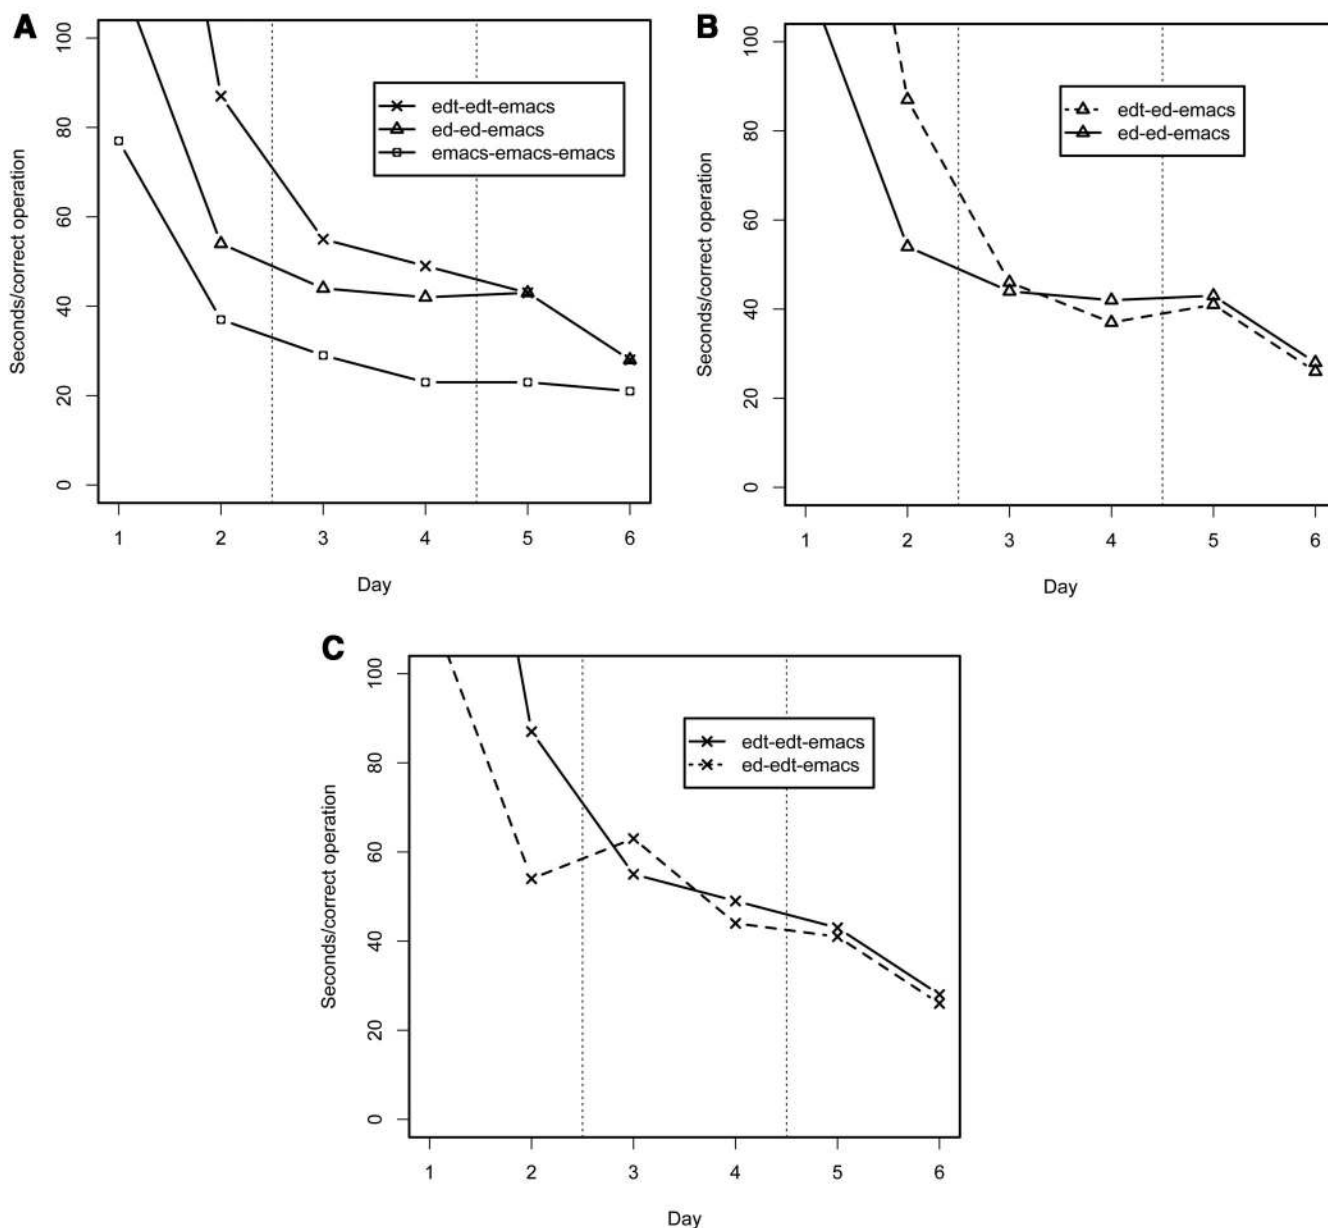 A
Seconds/correct operation
100
80
60
40
20
0
edt-edt-emacs
ed-ed-emacs
emacs-emacs-emacs
1 2 3 4 5 6
Day
B
Seconds/correct operation
100
80
60
40
20
0
edt-ed-emacs
ed-ed-emacs
1 2 3 4 5 6
Day
C
Seconds/correct operation
100
80
60
40
20
0
edt-edt-emacs
ed-edt-emacs
1 2 3 4 5 6
Day